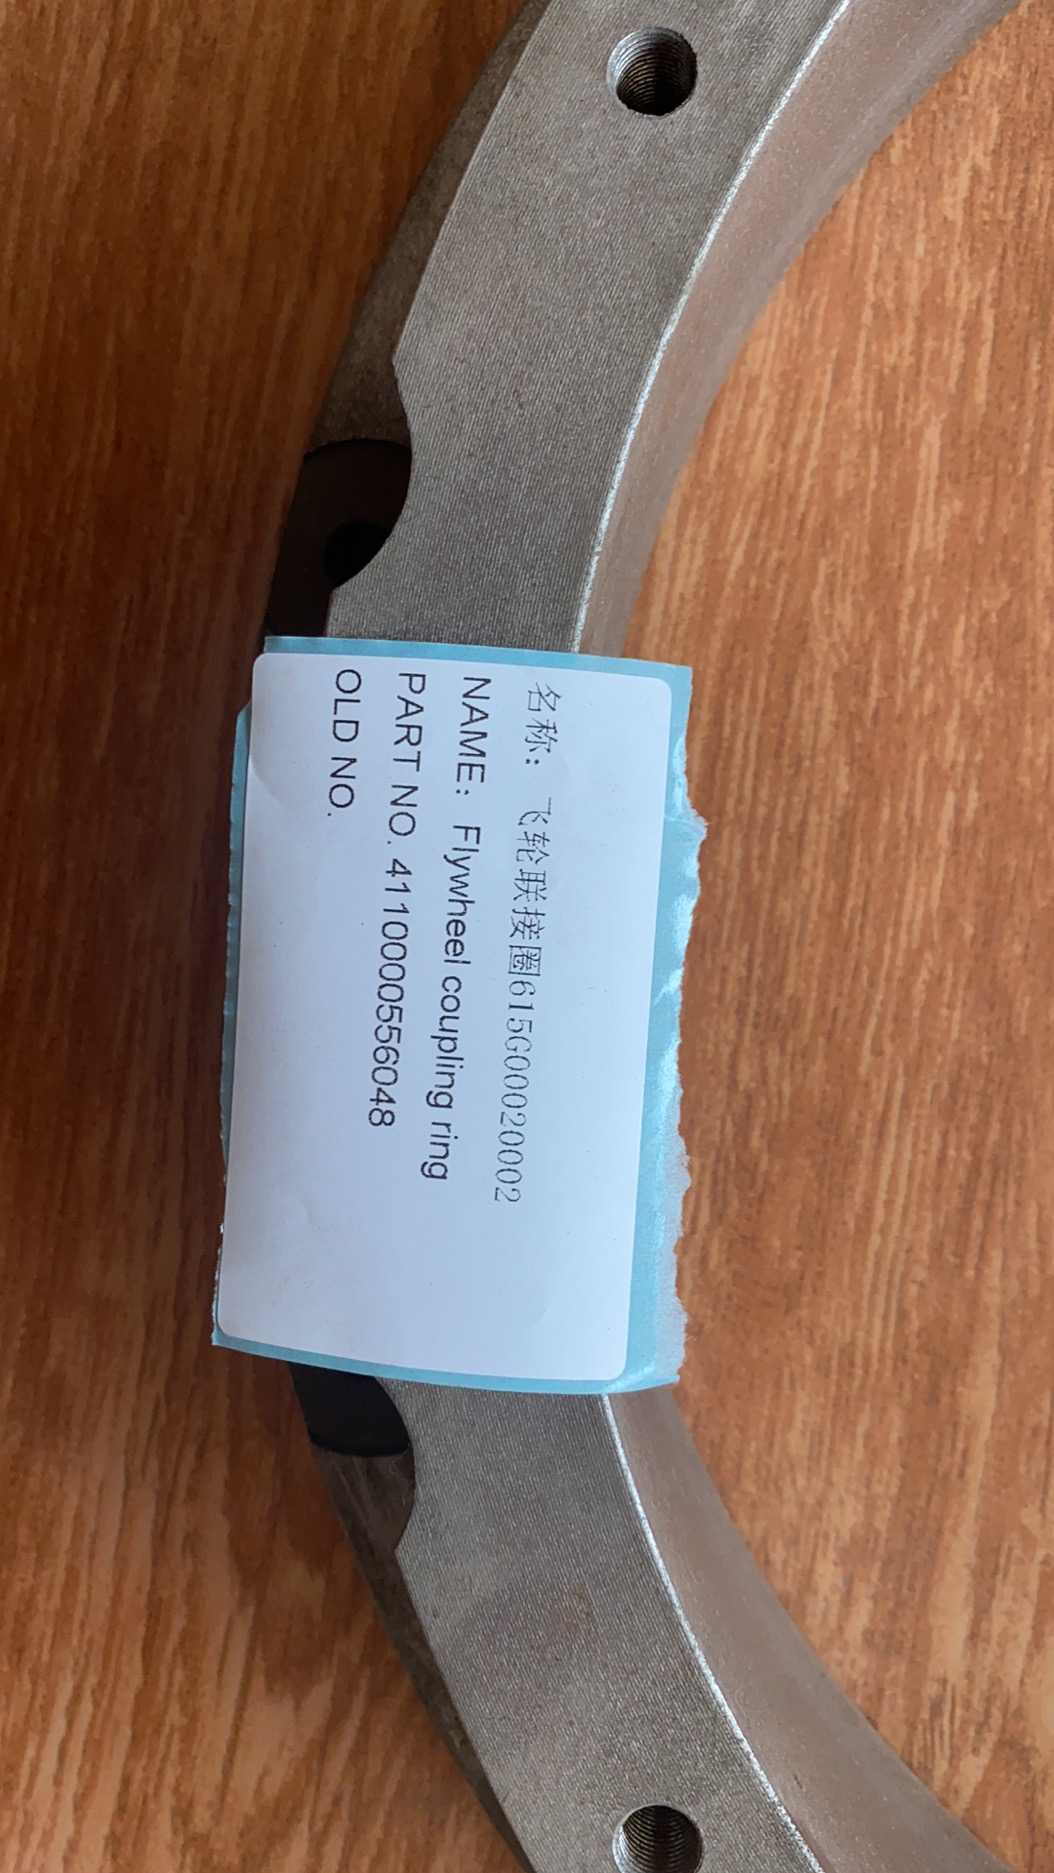 名称：飞轮联接圈615G00020002
NAME：Flywheel coupling ring
PART NO. 4110000556048
OLD NO.